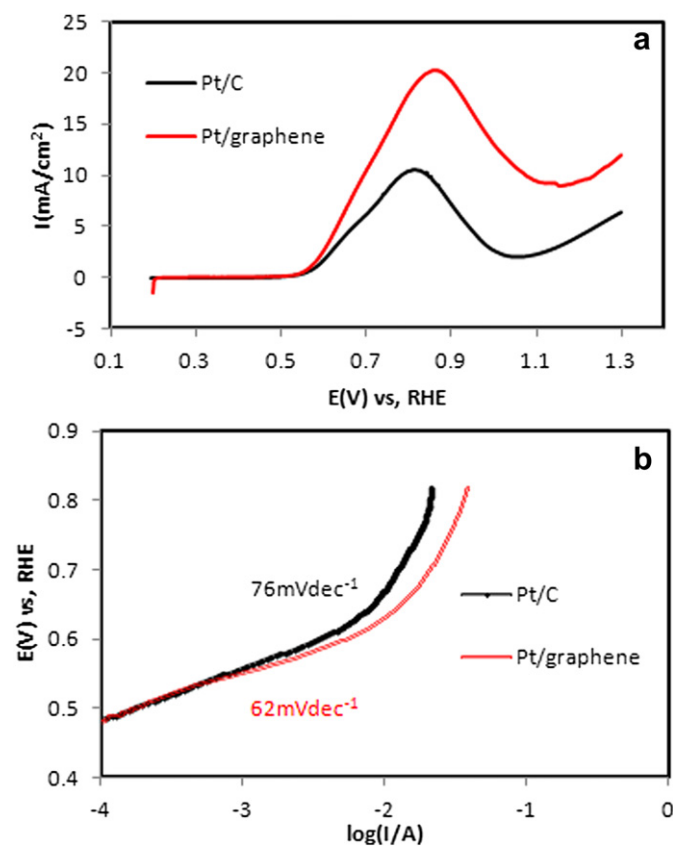 a
25
20
15
10
5
0
-5
I(mA/cm²)
Pt/C
Pt/graphene
0.1 0.3 0.5 0.7 0.9 1.1 1.3
E(V) vs, RHE
b
0.9
0.8
0.7
0.6
0.5
0.4
E(V) vs, RHE
76mVdec⁻¹
62mVdec⁻¹
Pt/C
Pt/graphene
-4 -3 -2 -1 0
log(I/A)